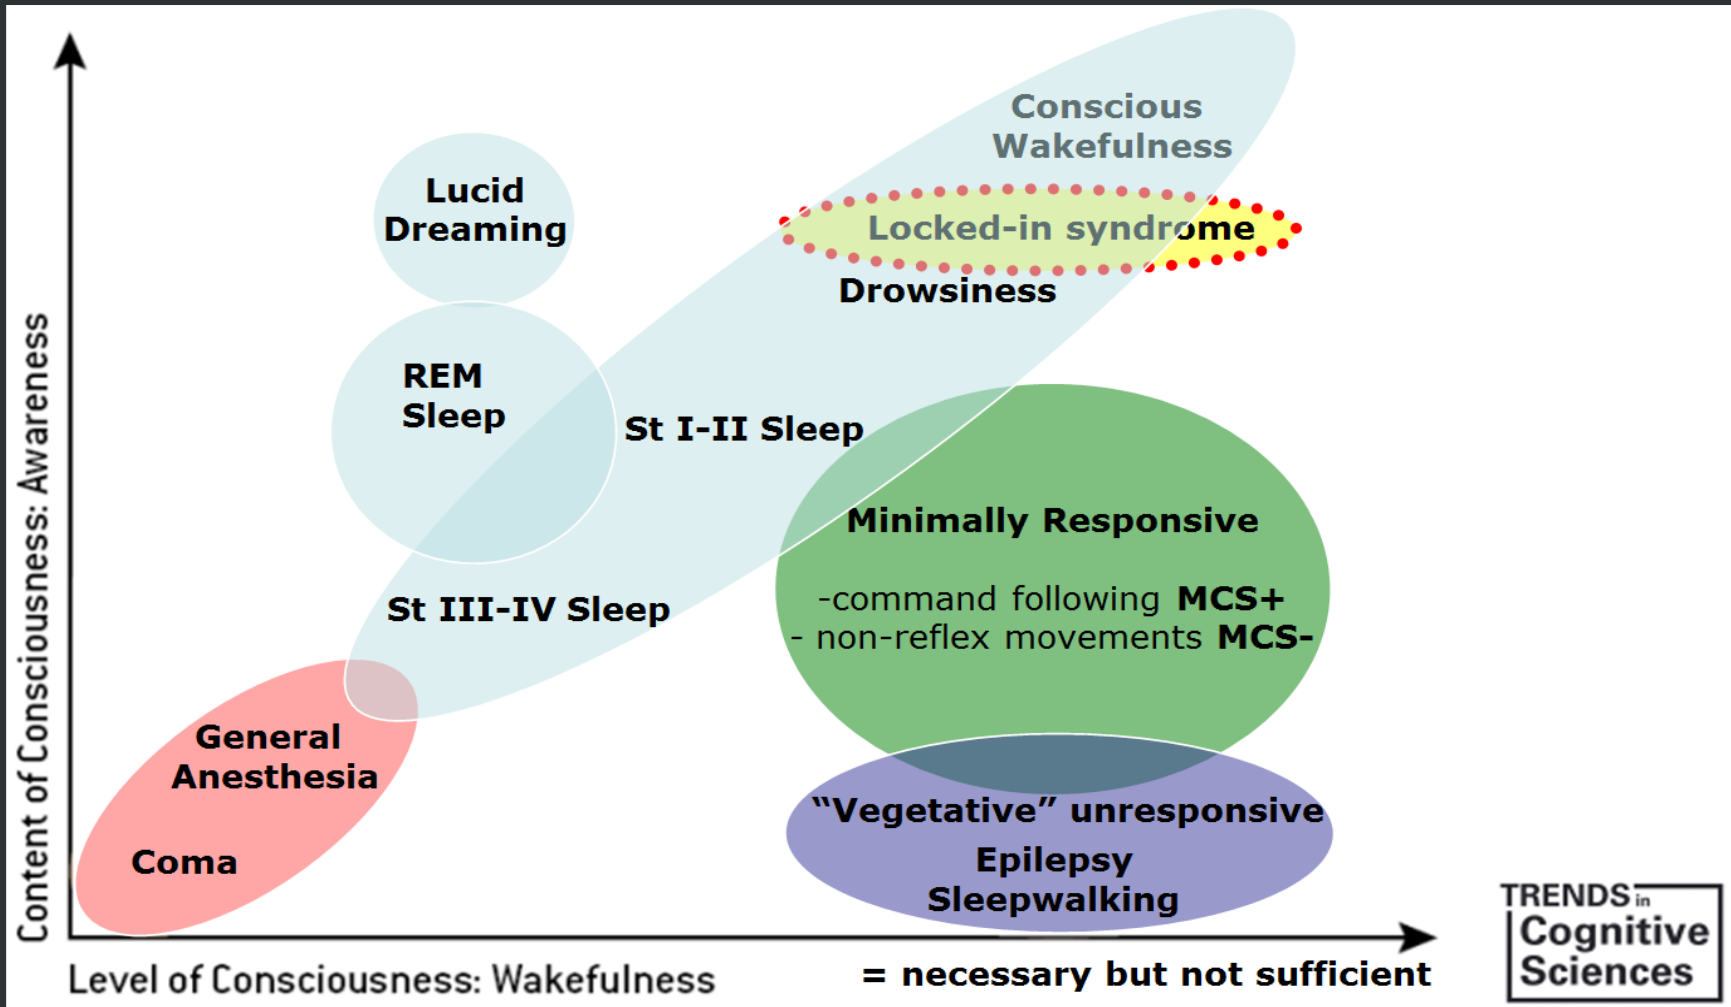 Content of Consciousness: Awareness
Conscious
Wakefulness
Lucid
Dreaming
Locked-in syndrome
Drowsiness
REM
Sleep
St I-II Sleep
Minimally Responsive
-command following MCS+
- non-reflex movements MCS-
St III-IV Sleep
General
Anesthesia
Coma
“Vegetative” unresponsive
Epilepsy
Sleepwalking
Level of Consciousness: Wakefulness
= necessary but not sufficient
TRENDS in
Cognitive
Sciences